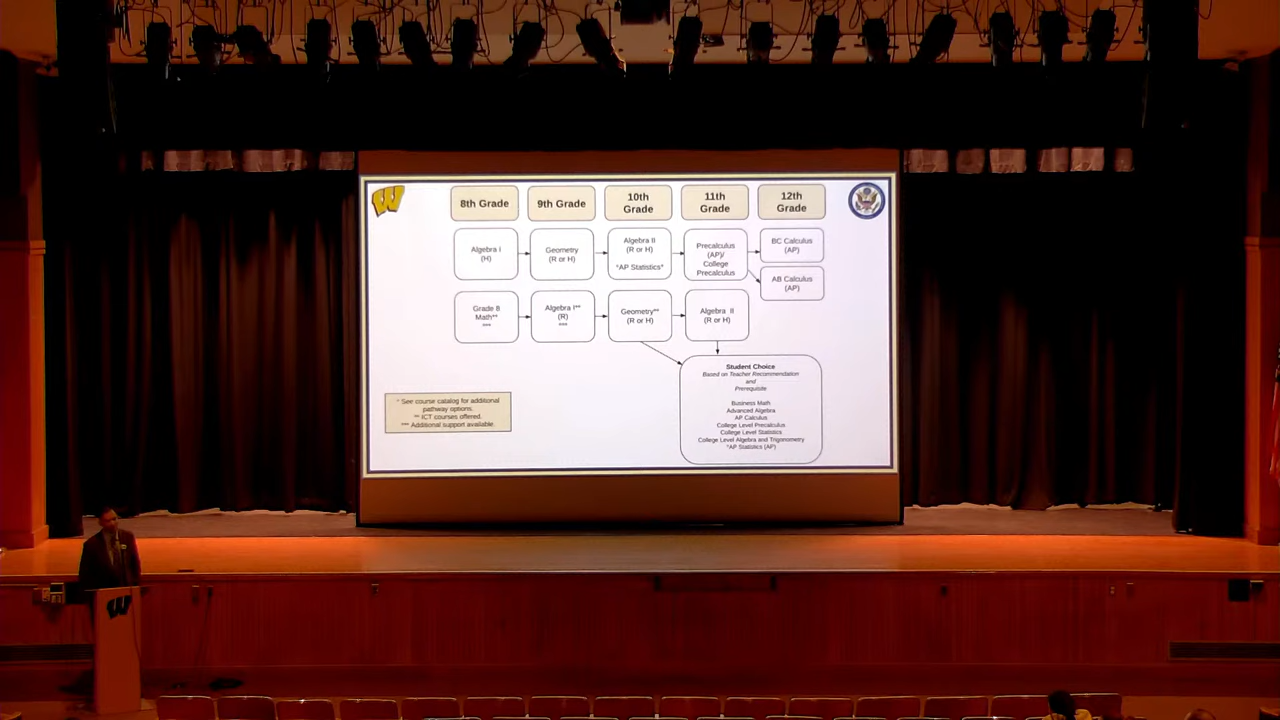 W
8th Grade
9th Grade
10th
Grade
11th
Grade
12th
Grade
Algebra I
(H)
Geometry
(R or H)
Algebra II
(R or H)
*AP Statistics*
Precalculus
(AP)/
College
Precalculus
BC Calculus
(AP)
AB Calculus
(AP)
Grade 8
Math**
***
Algebra I**
(R)
***
Geometry**
(R or H)
Algebra II
(R or H)
Student Choice
Based on Teacher Recommendation
and
Prerequisite
Business Math
Advanced Algebra
AP Calculus
College Level Precalculus
College Level Statistics
College Level Algebra and Trigonometry
*AP Statistics (AP)
* See course catalog for additional
pathway options.
** ICT courses offered.
*** Additional support available.
W